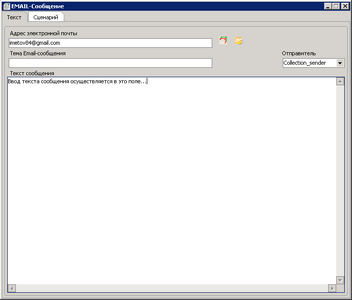 EMAIL-Сообщение
Текст Сценарий
Адрес электронной почты
imetov84@gmail.com
Тема Email-сообщения Отправитель
Collection_sender
Текст сообщения
Ввод текста сообщения осуществляется в это поле...